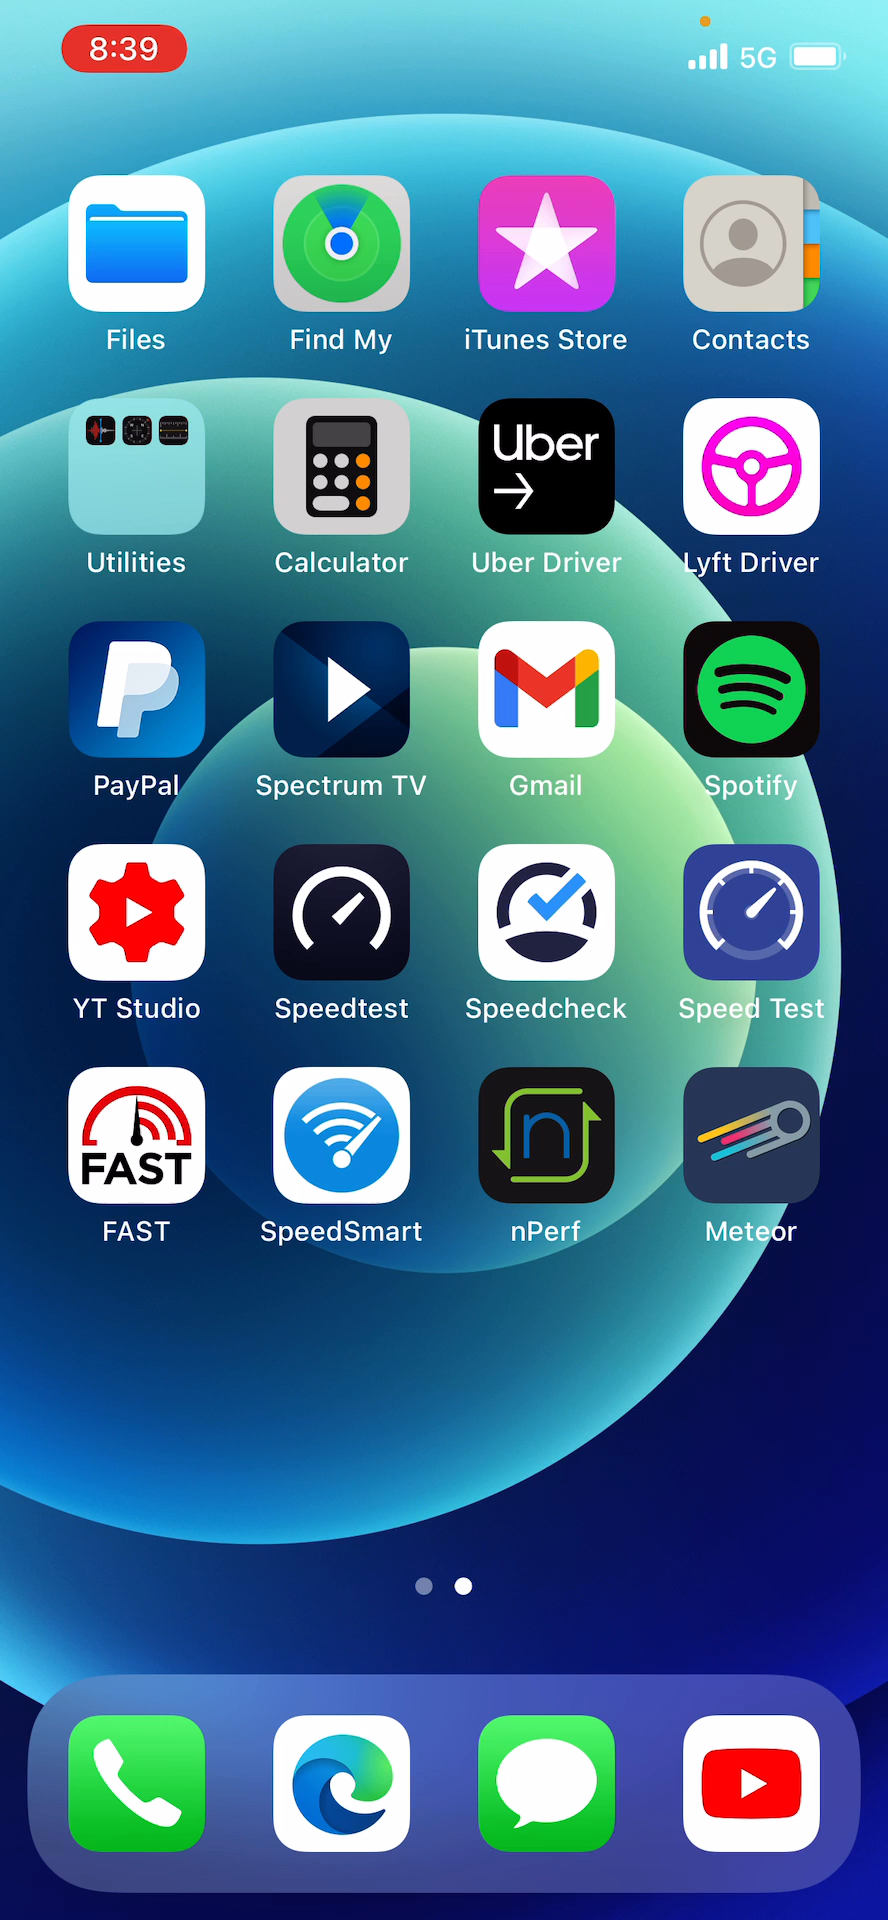 8:39
5G
Files
Find My
iTunes Store
Contacts
Utilities
Calculator
Uber
Uber Driver
Lyft Driver
PayPal
Spectrum TV
Gmail
Spotify
YT Studio
Speedtest
Speedcheck
Speed Test
FAST
FAST
SpeedSmart
n
nPerf
Meteor